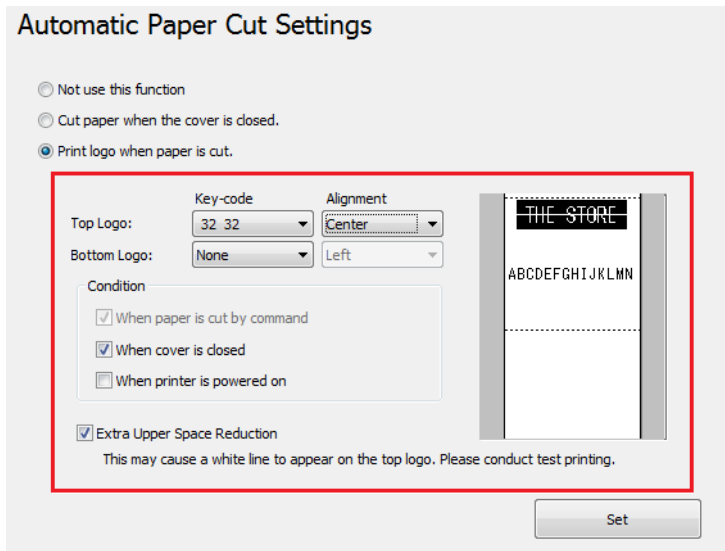 Automatic Paper Cut Settings
Not use this function
Cut paper when the cover is closed.
Print logo when paper is cut.
Key-code Alignment
Top Logo: 32 32 Center
Bottom Logo: None Left
Condition
When paper is cut by command
When cover is closed
When printer is powered on
Extra Upper Space Reduction
This may cause a white line to appear on the top logo. Please conduct test printing.
THE STORE
ABCDEFGHIJKLMN
Set